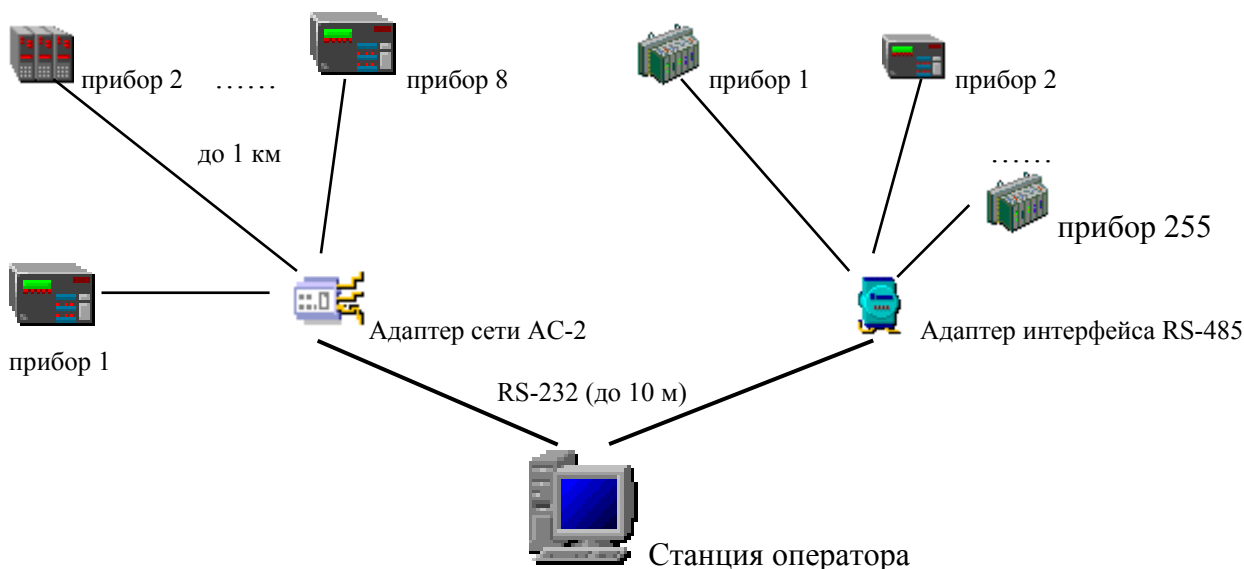 прибор 2
……
прибор 8
прибор 1
прибор 2
до 1 км
……
прибор 255
прибор 1
Адаптер сети АС-2
Адаптер интерфейса RS-485
RS-232 (до 10 м)
Станция оператора